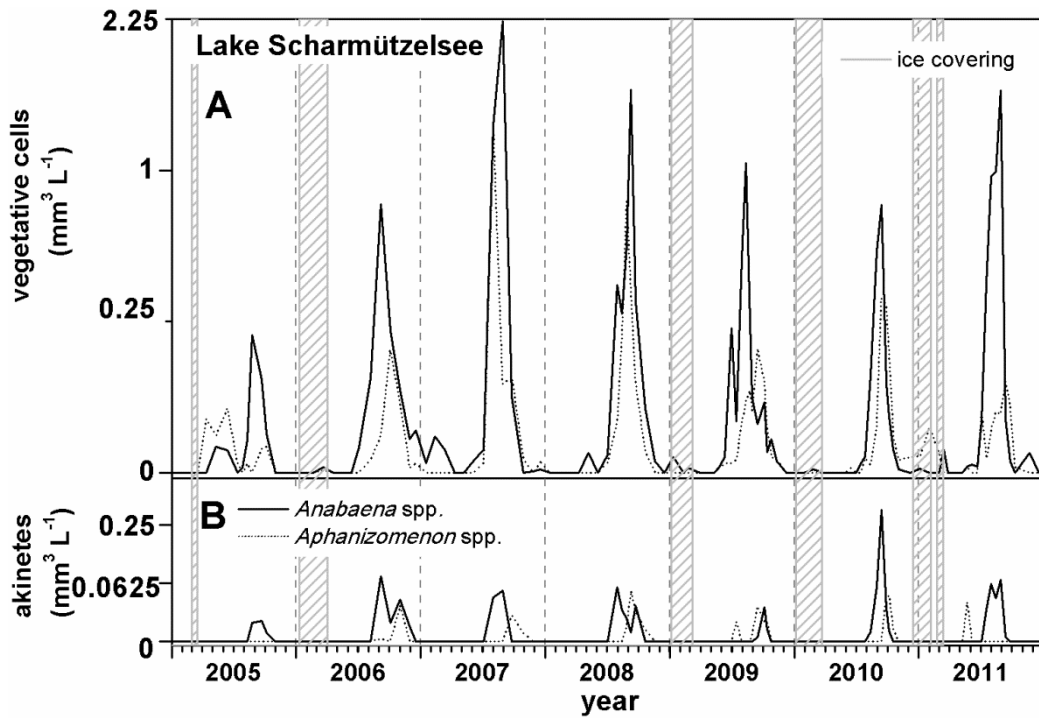 2.25
Lake Scharmützelsee
ice covering
A
vegetative cells
(mm³ L⁻¹)
1
0.25
0
B
Anabaena spp.
Aphanizomenon spp.
akinetes
(mm³ L⁻¹)
0.25
0.0625
0
2005 2006 2007 2008 2009 2010 2011
year